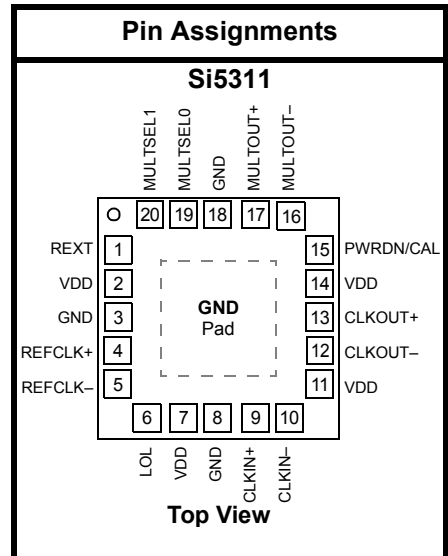 Pin Assignments
Si5311
MULTSEL1
MULTSEL0
GND
MULTOUT+
MULTOUT–
20
19
18
17
16
REXT
1
15
PWRDN/CAL
VDD
2
14
VDD
GND
3
GND
Pad
13
CLKOUT+
REFCLK+
4
12
CLKOUT–
REFCLK–
5
11
VDD
6
7
8
9
10
LOL
VDD
GND
CLKIN+
CLKIN–
Top View